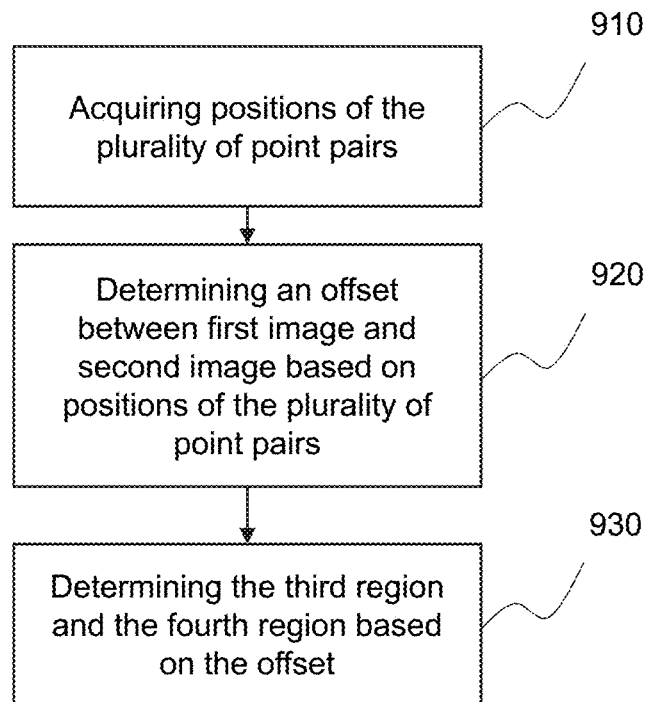 910
Acquiring positions of the
plurality of point pairs
920
Determining an offset
between first image and
second image based on
positions of the plurality of
point pairs
930
Determining the third region
and the fourth region based
on the offset